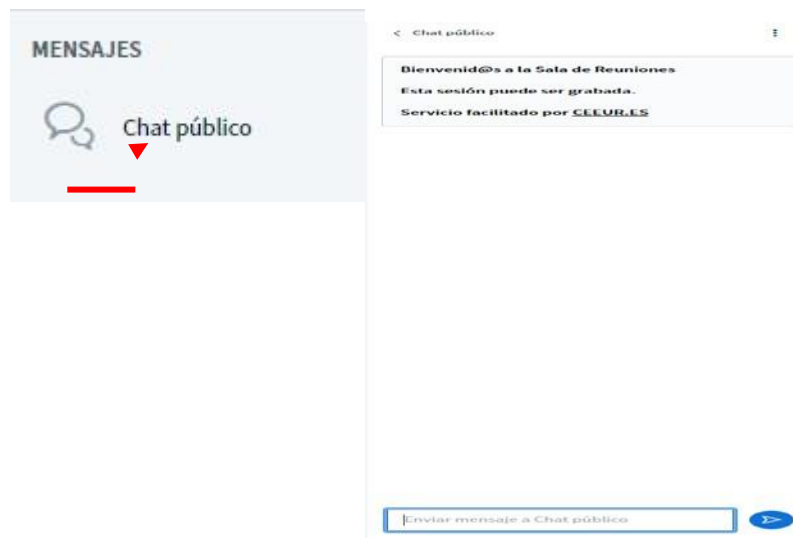 MENSAJES
Chat público
< Chat público
Bienvenid@s a la Sala de Reuniones
Esta sesión puede ser grabada.
Servicio facilitado por CEEUR.ES
Enviar mensaje a Chat público